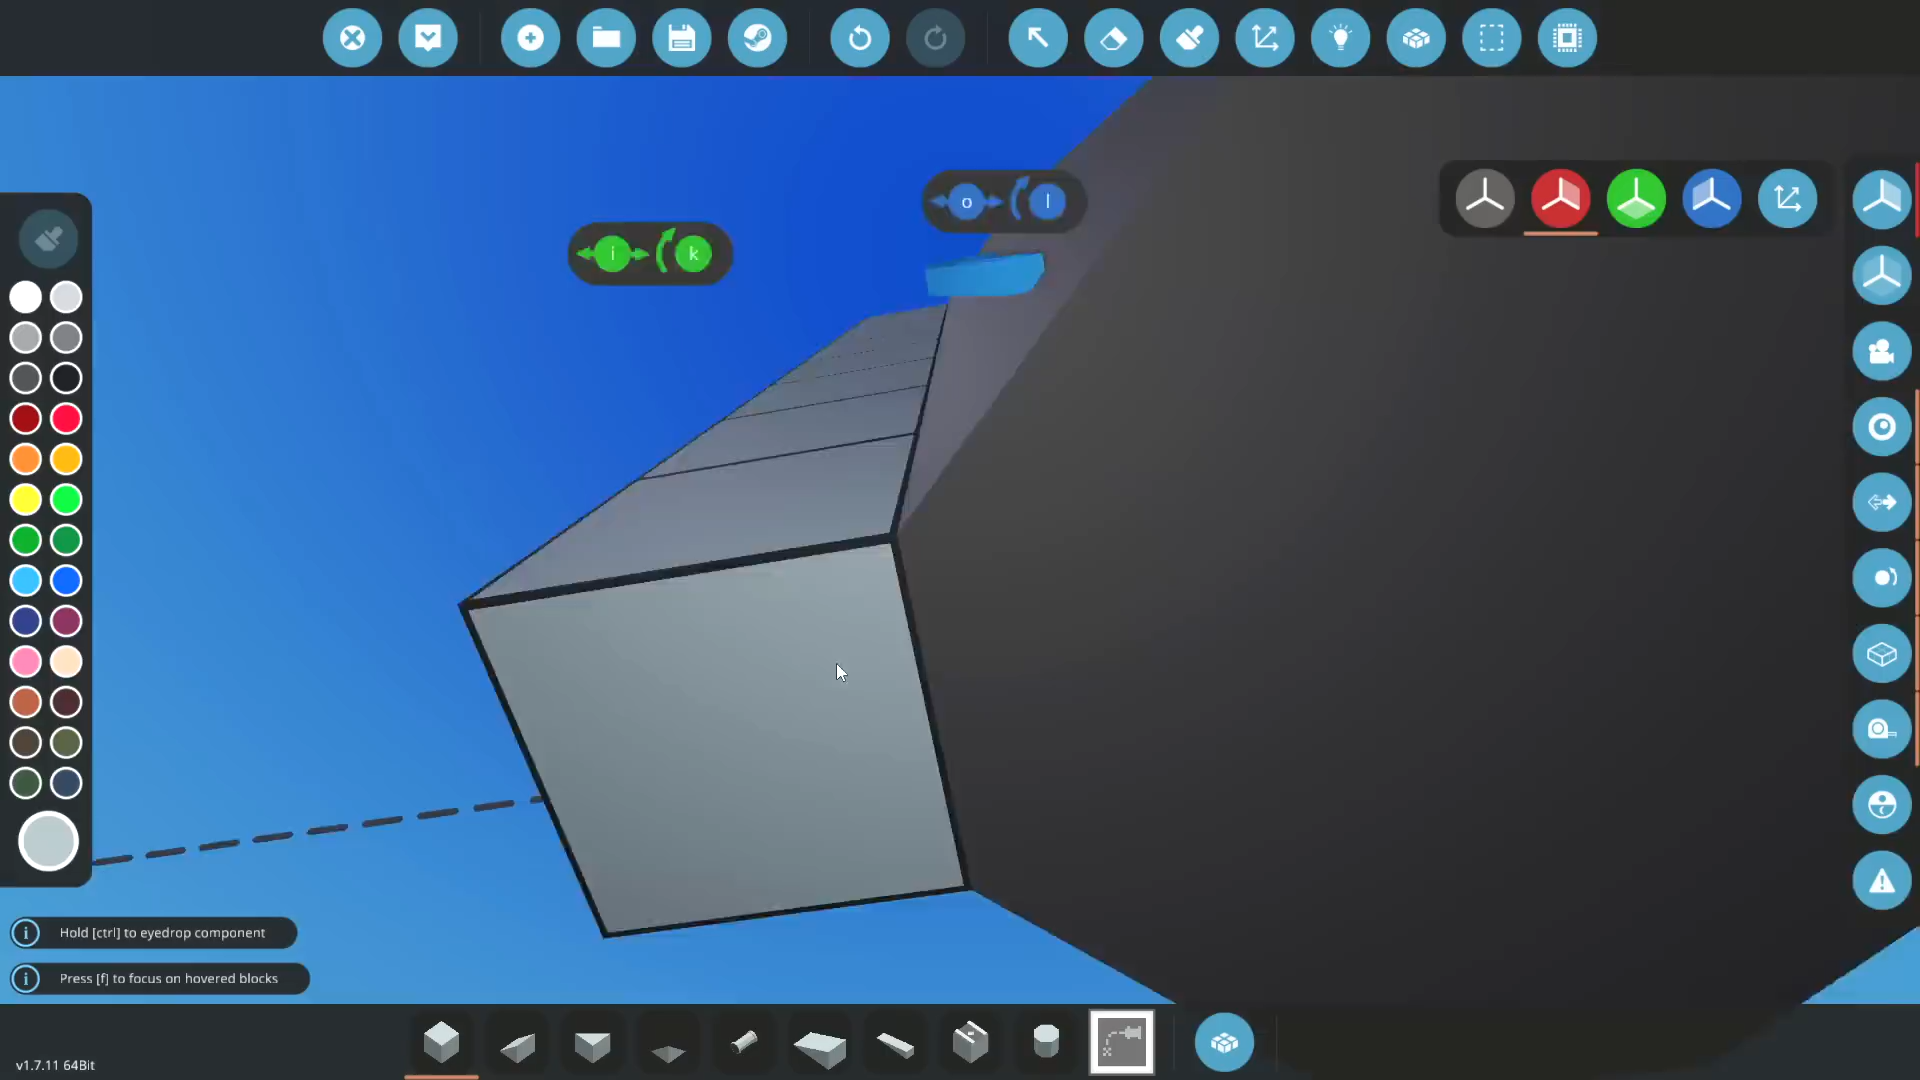 o l
i k
Hold [ctrl] to eyedrop component
Press [f] to focus on hovered blocks
v1.7.11 64Bit